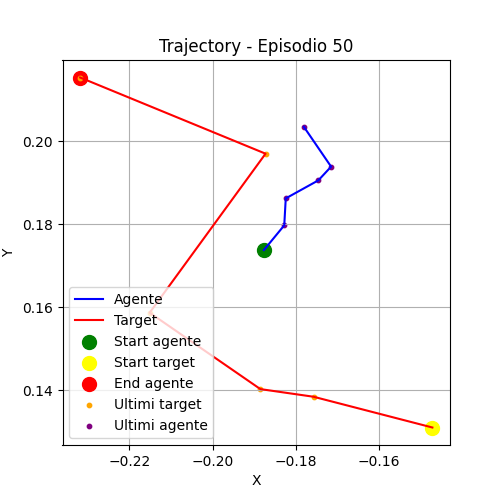 Trajectory - Episodio 50
Y
0.20
0.18
0.16
0.14
Agente
Target
Start agente
Start target
End agente
Ultimi target
Ultimi agente
−0.22
−0.20
−0.18
−0.16
X